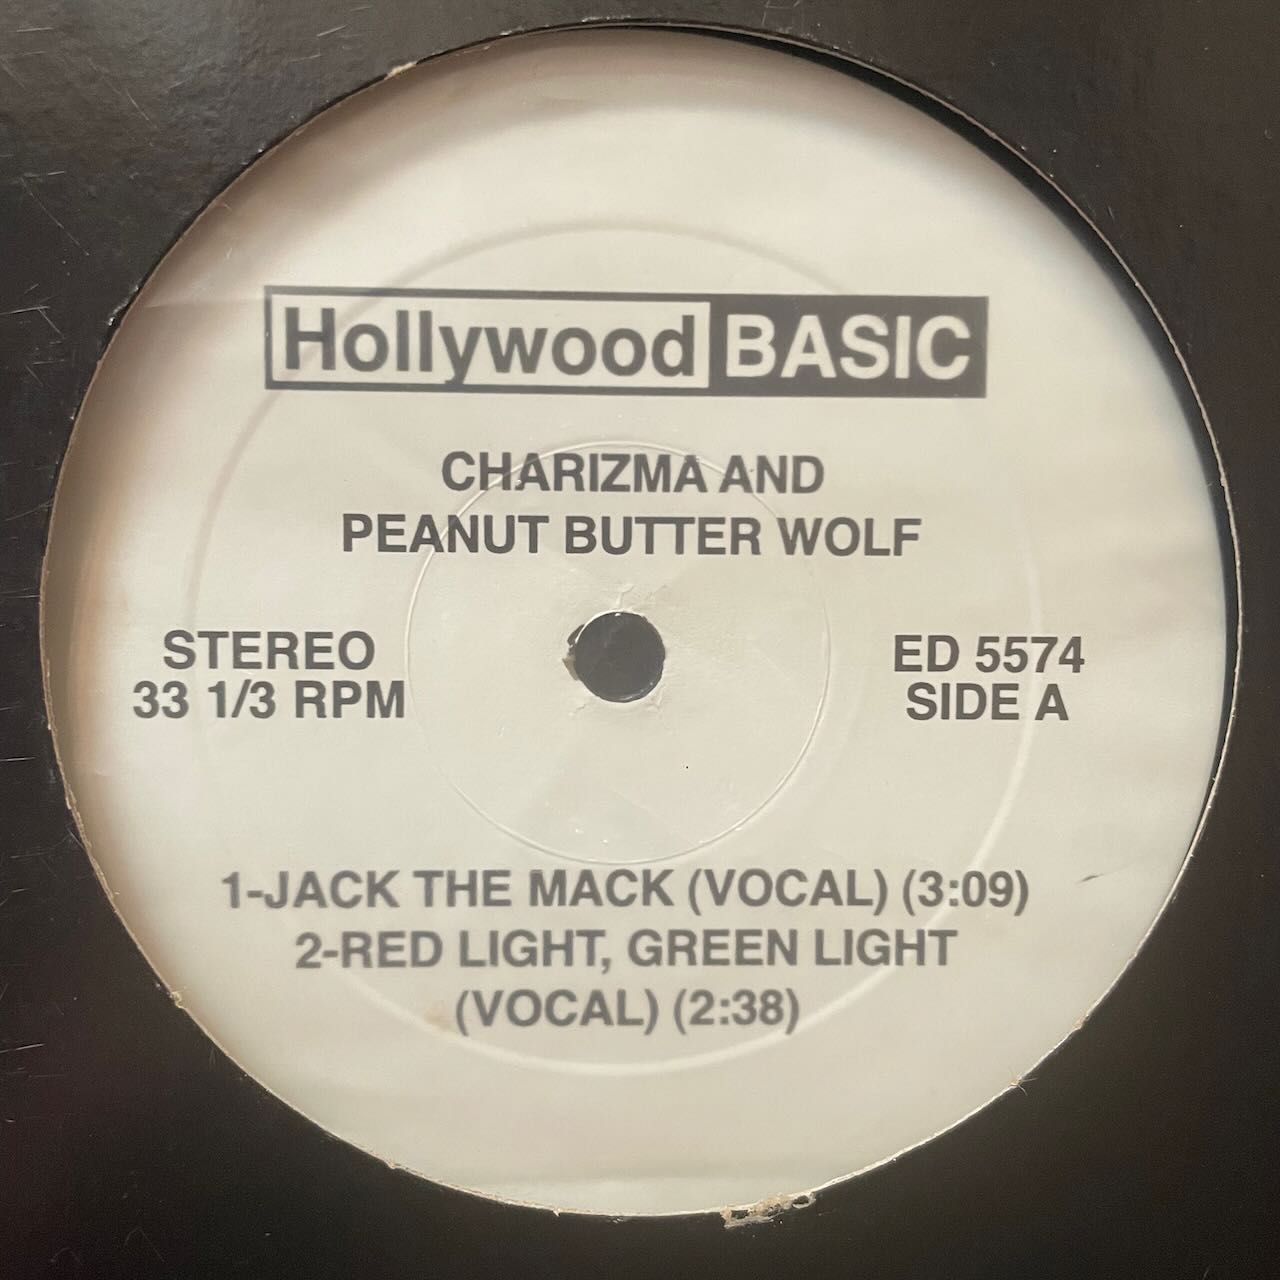 Hollywood BASIC
CHARIZMA AND
PEANUT BUTTER WOLF
STEREO
33 1/3 RPM
ED 5574
SIDE A
1-JACK THE MACK (VOCAL) (3:09)
2-RED LIGHT, GREEN LIGHT
(VOCAL) (2:38)